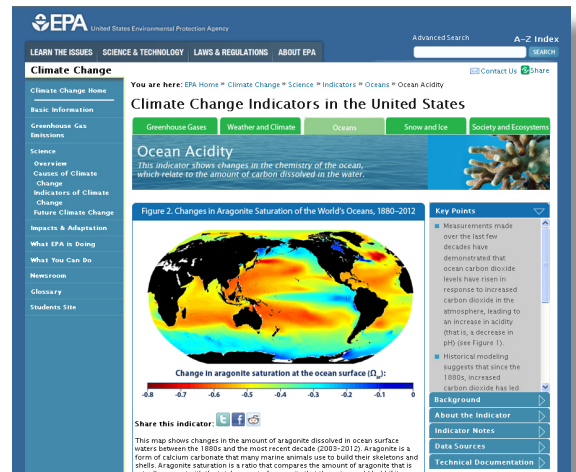 EPA United States Environmental Protection Agency
Advanced Search A–Z Index
LEARN THE ISSUES SCIENCE & TECHNOLOGY LAWS & REGULATIONS ABOUT EPA SEARCH
Climate Change
Contact Us Share
You are here: EPA Home » Climate Change » Science » Indicators » Oceans » Ocean Acidity
Climate Change Indicators in the United States
Climate Change Home
Basic Information
Greenhouse Gas
Emissions
Science
Overview
Causes of Climate
Change
Indicators of Climate
Change
Future Climate Change
Impacts & Adaptation
What EPA is Doing
What You Can Do
Newsroom
Glossary
Students Site
Greenhouse Gases Weather and Climate Oceans Snow and Ice Society and Ecosystems
Ocean Acidity
This indicator shows changes in the chemistry of the ocean,
which relate to the amount of carbon dissolved in the water.
Figure 2. Changes in Aragonite Saturation of the World's Oceans, 1880–2012
Change in aragonite saturation at the ocean surface (Ωar):
-0.8 -0.7 -0.6 -0.5 -0.4 -0.3 -0.2 -0.1 0
Share this indicator:
This map shows changes in the amount of aragonite dissolved in ocean surface
waters between the 1880s and the most recent decade (2003–2012). Aragonite is a
form of calcium carbonate that many marine animals use to build their skeletons and
shells. Aragonite saturation is a ratio that compares the amount of aragonite that is
Key Points
Measurements made
over the last few
decades have
demonstrated that
ocean carbon dioxide
levels have risen in
response to increased
carbon dioxide in the
atmosphere, leading to
an increase in acidity
(that is, a decrease in
pH) (see Figure 1).
Historical modeling
suggests that since the
1880s, increased
carbon dioxide has led
Background
About the Indicator
Indicator Notes
Data Sources
Technical Documentation